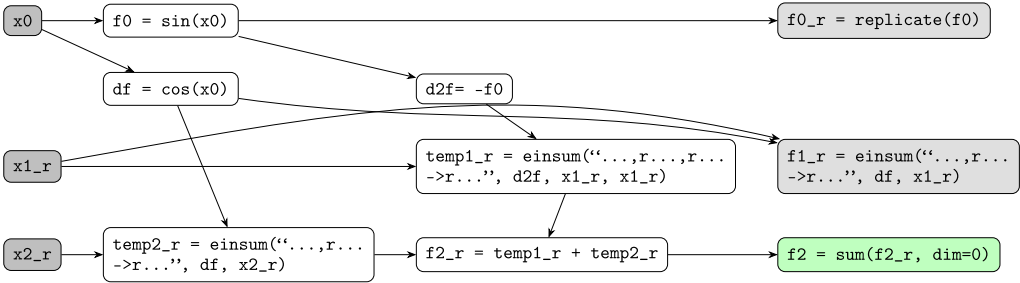 x0
f0 = sin(x0)
f0_r = replicate(f0)
df = cos(x0)
d2f= -f0
x1_r
temp1_r = einsum(“...,r...,r...
->r...”, d2f, x1_r, x1_r)
f1_r = einsum(“...,r...
->r...”, df, x1_r)
x2_r
temp2_r = einsum(“...,r...
->r...”, df, x2_r)
f2_r = temp1_r + temp2_r
f2 = sum(f2_r, dim=0)